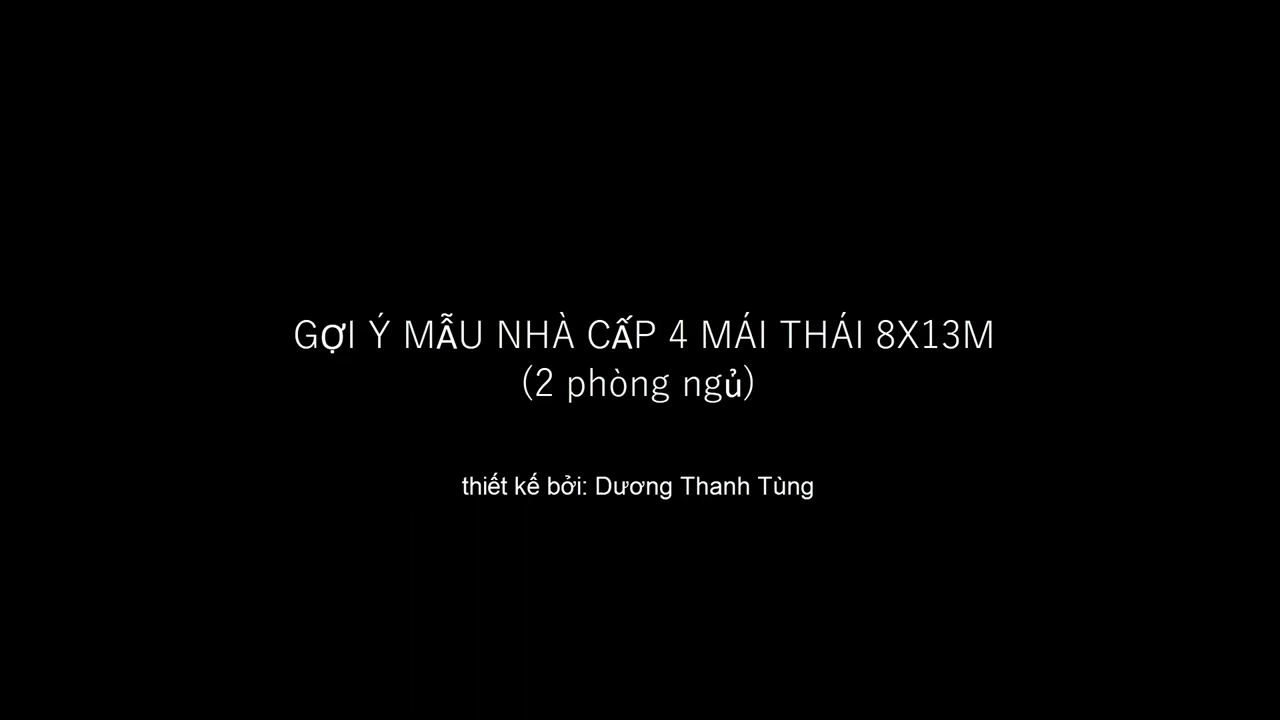 GỢI Ý MẪU NHÀ CẤP 4 MÁI THÁI 8X13M
(2 phòng ngủ)
thiết kế bởi: Dương Thanh Tùng